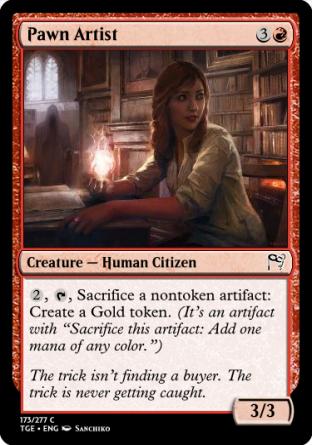 Pawn Artist 3
Creature — Human Citizen
2, , Sacrifice a nontoken artifact:
Create a Gold token. (It's an artifact
with “Sacrifice this artifact: Add one
mana of any color.”)
The trick isn't finding a buyer. The
trick is never getting caught.
3/3
173/277 C
TGE • ENG Sanchiko